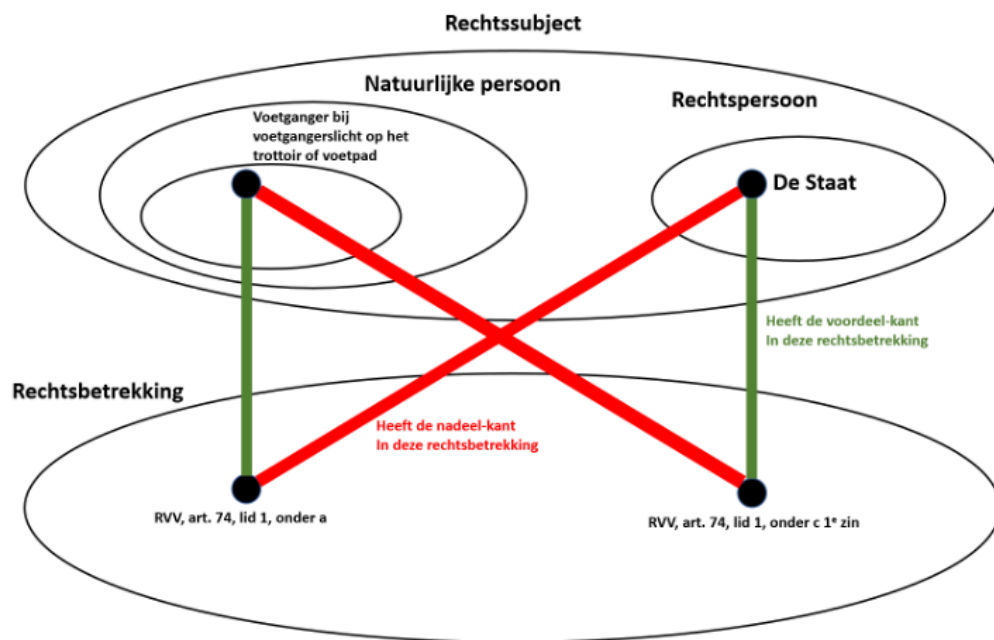 Rechtssubject
Natuurlijke persoon
Rechtspersoon
Voetganger bij
voetgangerslicht op het
trottoir of voetpad
De Staat
Heeft de voordeel-kant
In deze rechtsbetrekking
Rechtsbetrekking
Heeft de nadeel-kant
In deze rechtsbetrekking
RVV, art. 74, lid 1, onder a
RVV, art. 74, lid 1, onder c 1ᵉ zin